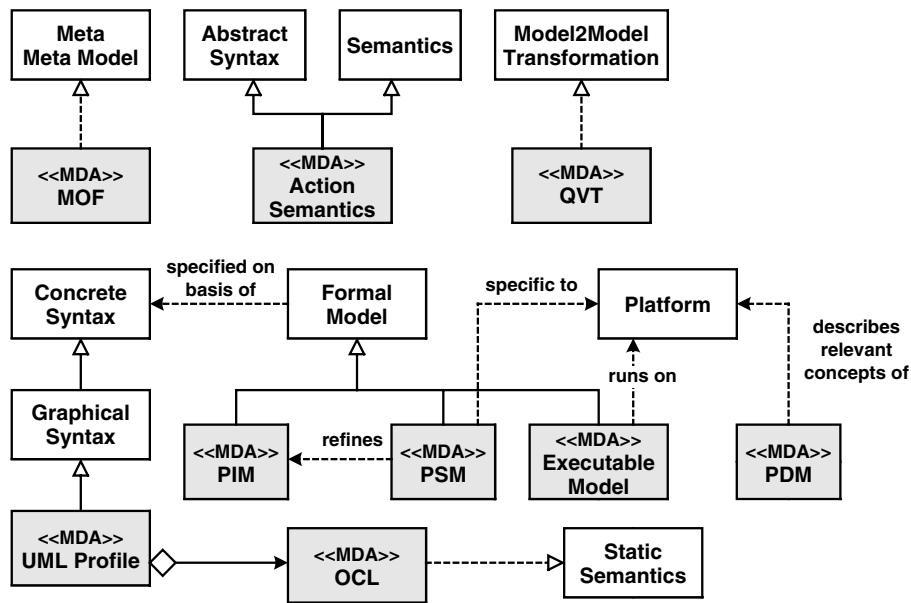 Meta
Meta Model
Abstract
Syntax
Semantics
Model2Model
Transformation
<<MDA>>
MOF
<<MDA>>
Action
Semantics
<<MDA>>
QVT
Concrete
Syntax
specified on
basis of
Formal
Model
specific to
Platform
describes
relevant
concepts of
runs on
Graphical
Syntax
<<MDA>>
PIM
refines
<<MDA>>
PSM
<<MDA>>
Executable
Model
<<MDA>>
PDM
<<MDA>>
UML Profile
<<MDA>>
OCL
Static
Semantics